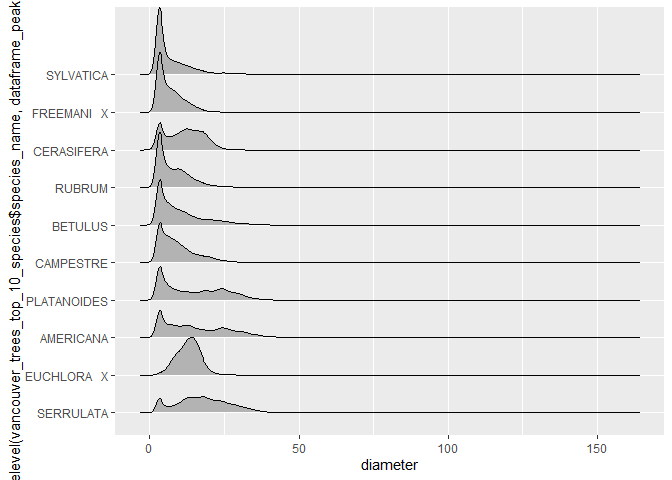 elevel(vancouver_trees_top_10_species$species_name, dataframe_peak
SYLVATICA
FREEMANI X
CERASIFERA
RUBRUM
BETULUS
CAMPESTRE
PLATANOIDES
AMERICANA
EUCHLORA X
SERRULATA
0 50 100 150
diameter